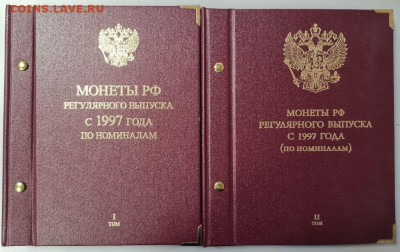 COINS.ЛАВЕ.RU
МОНЕТЫ РФ
РЕГУЛЯРНОГО ВЫПУСКА
С 1997 ГОДА
ПО НОМИНАЛАМ
I
ТОМ
МОНЕТЫ РФ
РЕГУЛЯРНОГО ВЫПУСКА
С 1997 ГОДА
(ПО НОМИНАЛАМ)
II
ТОМ